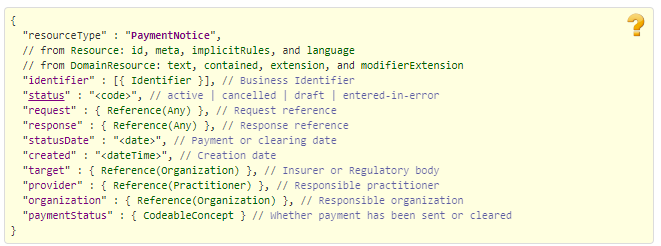 {
"resourceType" : "PaymentNotice",
// from Resource: id, meta, implicitRules, and language
// from DomainResource: text, contained, extension, and modifierExtension
"identifier" : [{ Identifier }], // Business Identifier
"status" : "<code>", // active | cancelled | draft | entered-in-error
"request" : { Reference(Any) }, // Request reference
"response" : { Reference(Any) }, // Response reference
"statusDate" : "<date>", // Payment or clearing date
"created" : "<dateTime>", // Creation date
"target" : { Reference(Organization) }, // Insurer or Regulatory body
"provider" : { Reference(Practitioner) }, // Responsible practitioner
"organization" : { Reference(Organization) }, // Responsible organization
"paymentStatus" : { CodeableConcept } // Whether payment has been sent or cleared
}
?